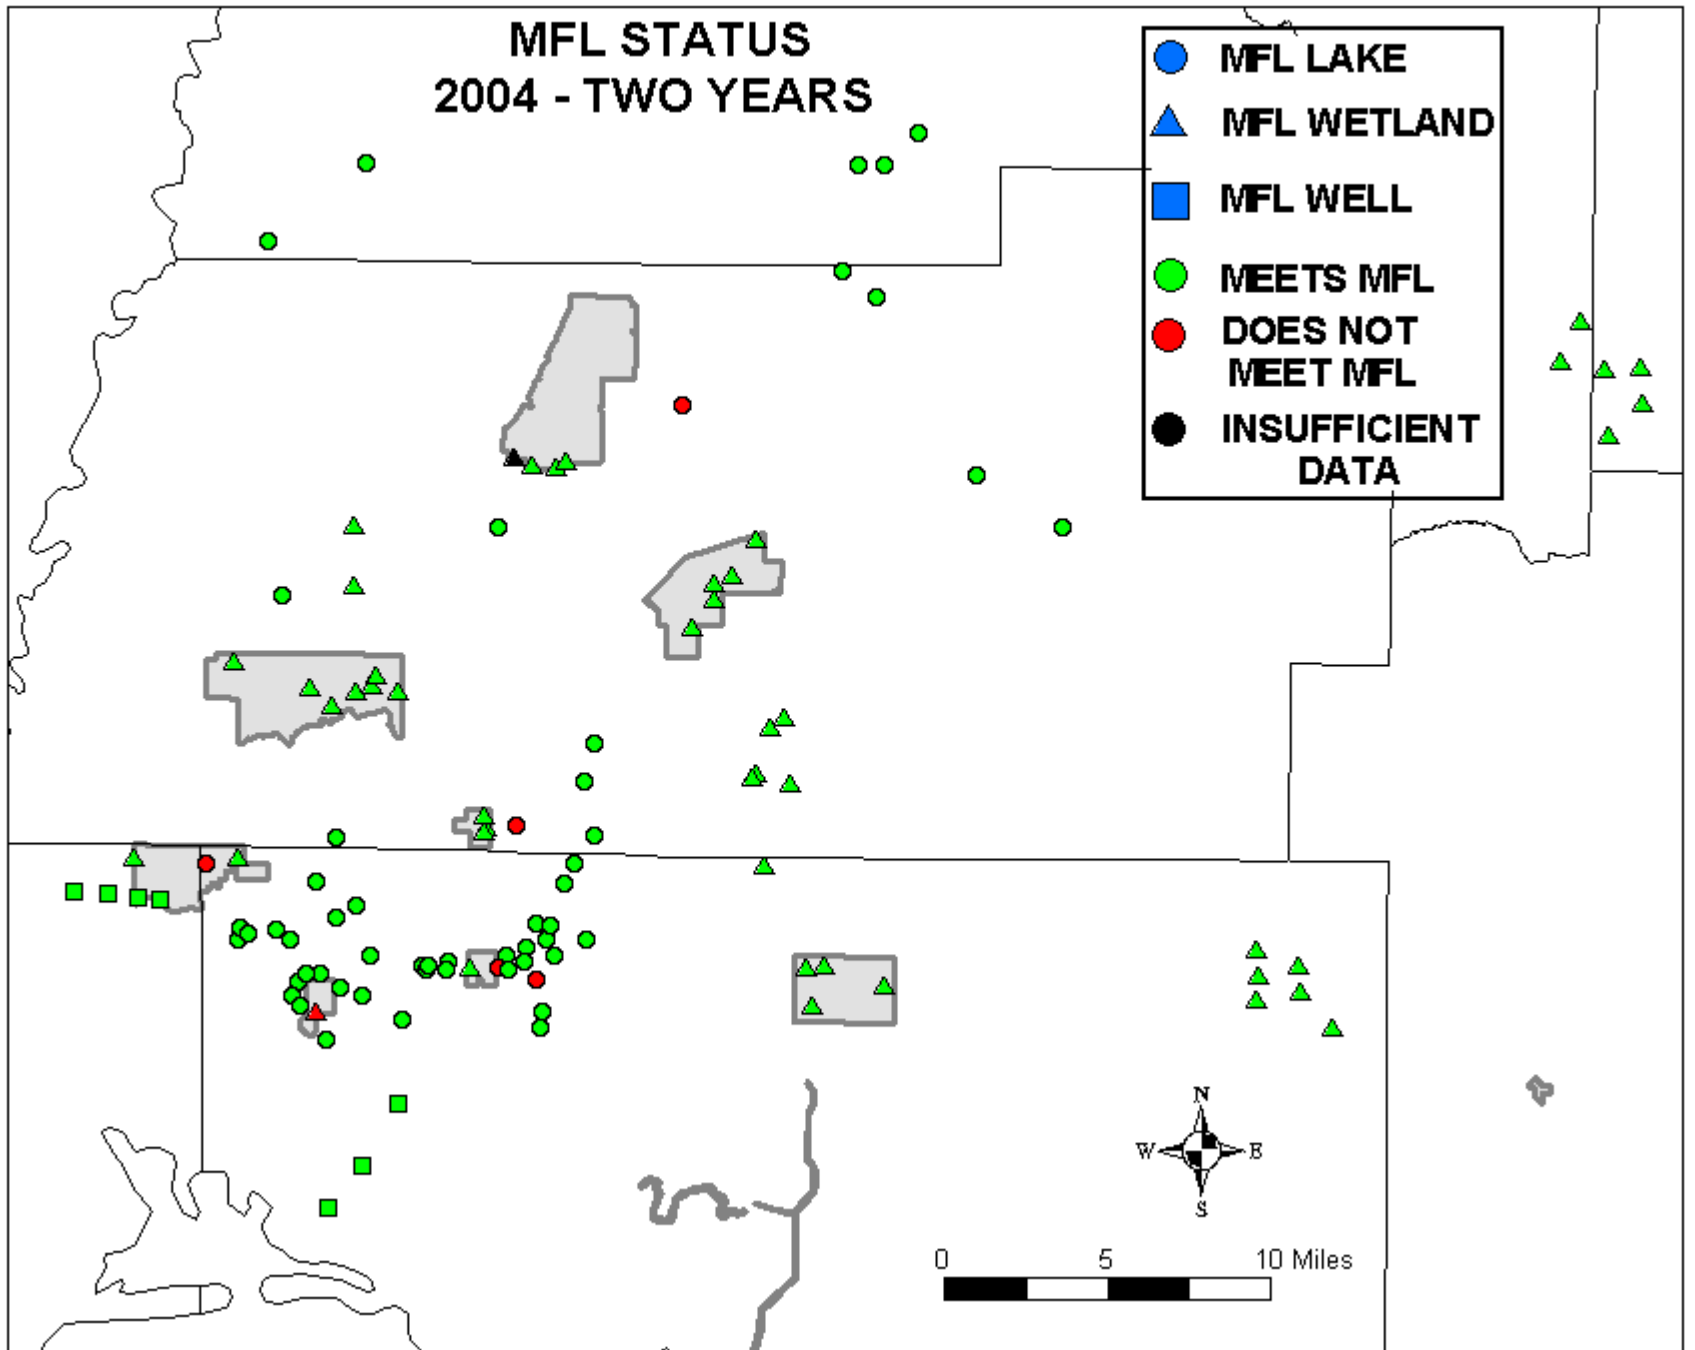 MFL STATUS
2004 - TWO YEARS
MFL LAKE
MFL WETLAND
MFL WELL
MEETS MFL
DOES NOT
MEET MFL
INSUFFICIENT
DATA
N
W E
S
0 5 10 Miles